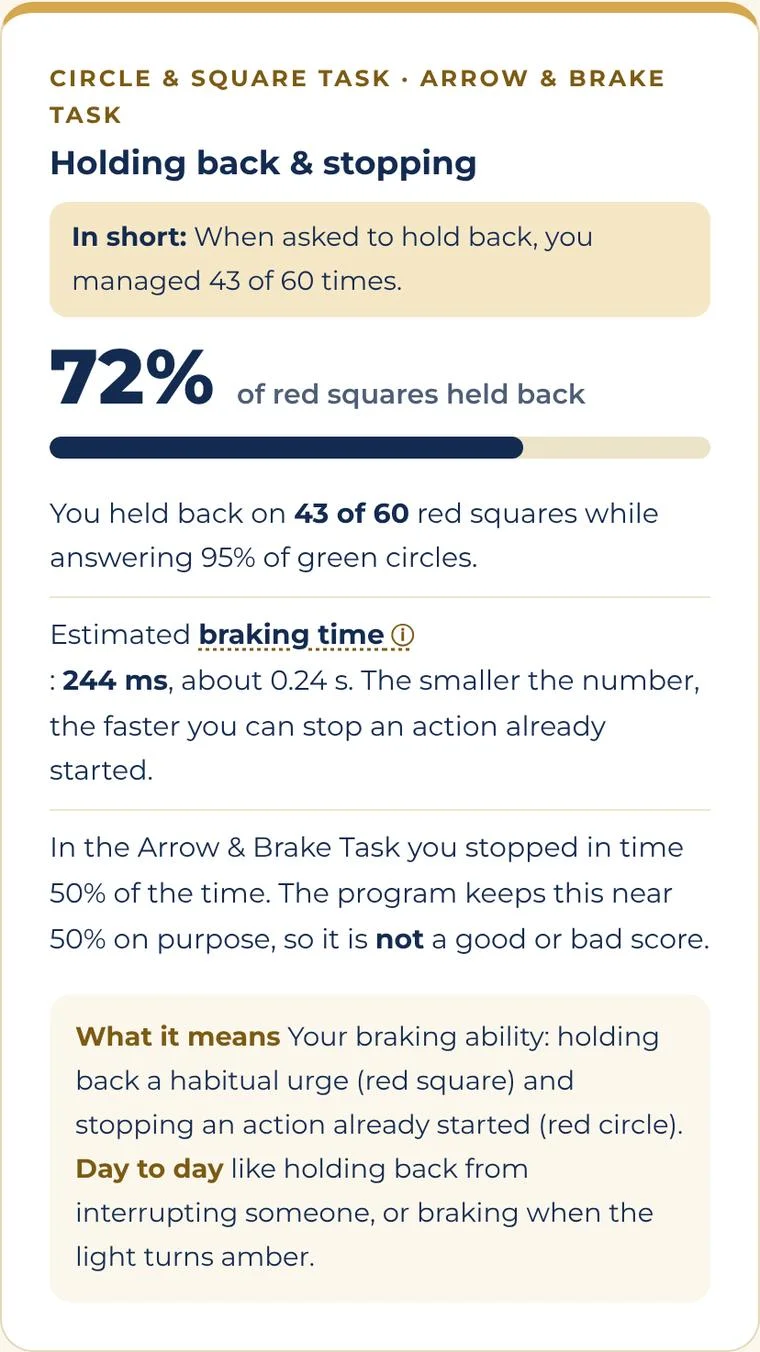 CIRCLE & SQUARE TASK · ARROW & BRAKE
TASK
Holding back & stopping
In short: When asked to hold back, you
managed 43 of 60 times.
72% of red squares held back
You held back on 43 of 60 red squares while
answering 95% of green circles.
Estimated braking time ⓘ
: 244 ms, about 0.24 s. The smaller the number,
the faster you can stop an action already
started.
In the Arrow & Brake Task you stopped in time
50% of the time. The program keeps this near
50% on purpose, so it is not a good or bad score.
What it means Your braking ability: holding
back a habitual urge (red square) and
stopping an action already started (red circle).
Day to day like holding back from
interrupting someone, or braking when the
light turns amber.